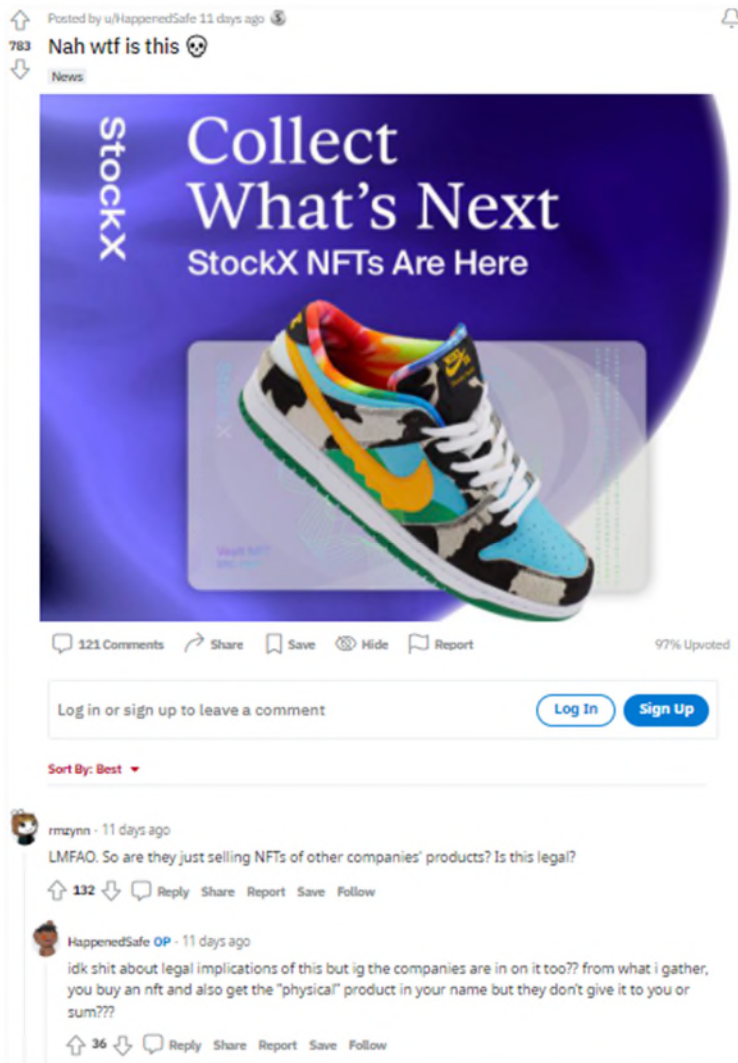 Posted by u/HappenedSafe 11 days ago
783
Nah wtf is this 💀
News
StockX
Collect
What's Next
StockX NFTs Are Here
121 Comments Share Save Hide Report 97% Upvoted
Log in or sign up to leave a comment Log In Sign Up
Sort By: Best
rmzynn · 11 days ago
LMFAO. So are they just selling NFTs of other companies' products? Is this legal?
132 Reply Share Report Save Follow
HappenedSafe OP · 11 days ago
idk shit about legal implications of this but ig the companies are in on it too?? from what i gather,
you buy an nft and also get the "physical" product in your name but they don't give it to you or
sum???
36 Reply Share Report Save Follow